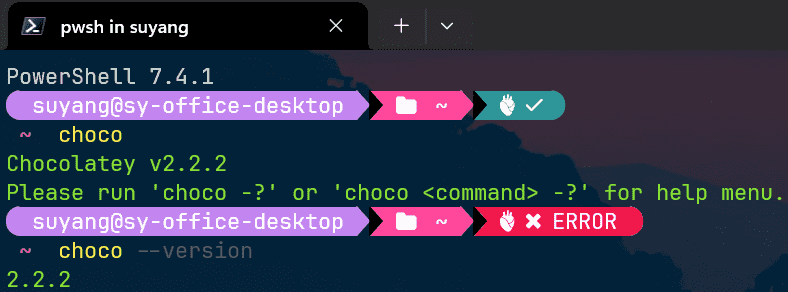 pwsh in suyang
PowerShell 7.4.1
suyang@sy-office-desktop ~
~ choco
Chocolatey v2.2.2
Please run 'choco -?' or 'choco <command> -?' for help menu.
suyang@sy-office-desktop ~ ERROR
~ choco --version
2.2.2